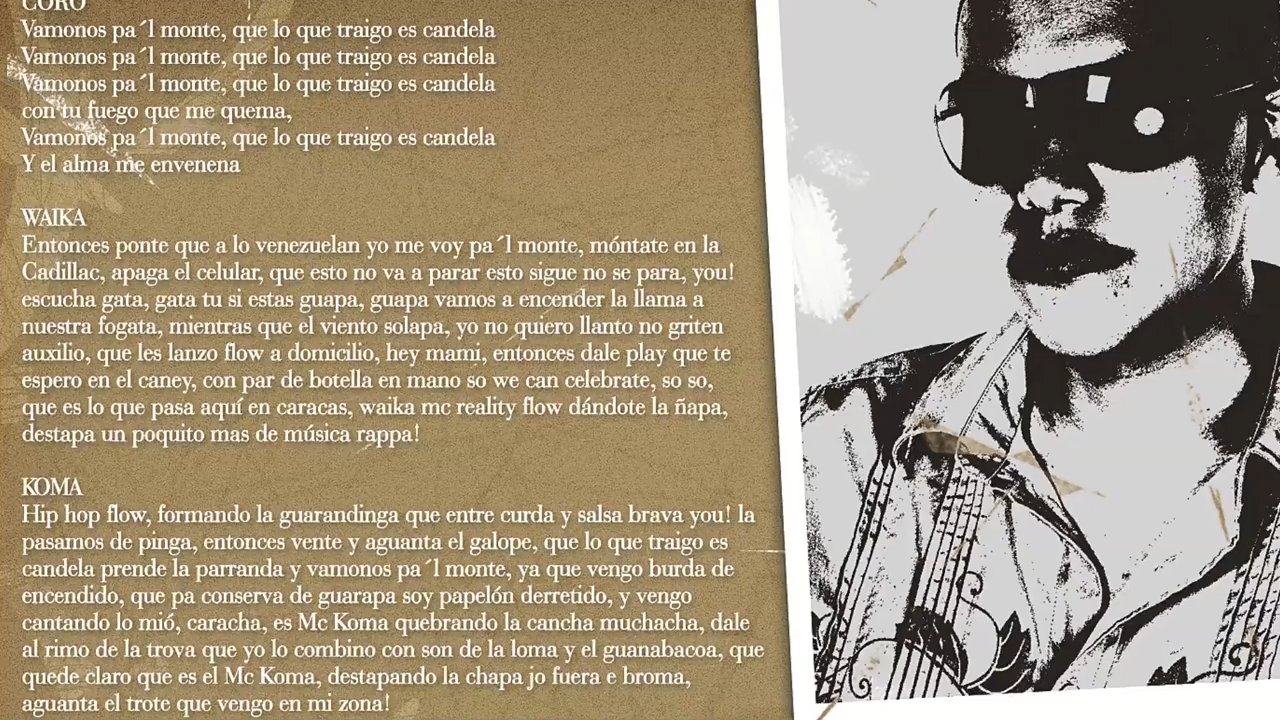 CORO
Vamonos pa´l monte, que lo que traigo es candela
Vamonos pa´l monte, que lo que traigo es candela
Vamonos pa´l monte, que lo que traigo es candela
con tu fuego que me quema,
Vamonos pa´l monte, que lo que traigo es candela
Y el alma me envenena
WAIKA
Entonces ponte que a lo venezuelan yo me voy pa´l monte, móntate en la
Cadillac, apaga el celular, que esto no va a parar esto sigue no se para, you!
escucha gata, gata tu si estas guapa, guapa vamos a encender la llama a
nuestra fogata, mientras que el viento solapa, yo no quiero llanto no griten
auxilio, que les lanzo flow a domicilio, hey mami, entonces dale play que te
espero en el caney, con par de botella en mano so we can celebrate, so so,
que es lo que pasa aquí en caracas, waika mc reality flow dándote la ñapa,
destapa un poquito mas de música rappa!
KOMA
Hip hop flow, formando la guarandinga que entre curda y salsa brava you! la
pasamos de pinga, entonces vente y aguanta el galope, que lo que traigo es
candela prende la parranda y vamonos pa´l monte, ya que vengo burda de
encendido, que pa conserva de guarapa soy papelón derretido, y vengo
cantando lo mió, caracha, es Mc Koma quebrando la cancha muchacha, dale
al rimo de la trova que yo lo combino con son de la loma y el guanabacoa, que
quede claro que es el Mc Koma, destapando la chapa jo fuera e broma,
aguanta el trote que vengo en mi zona!